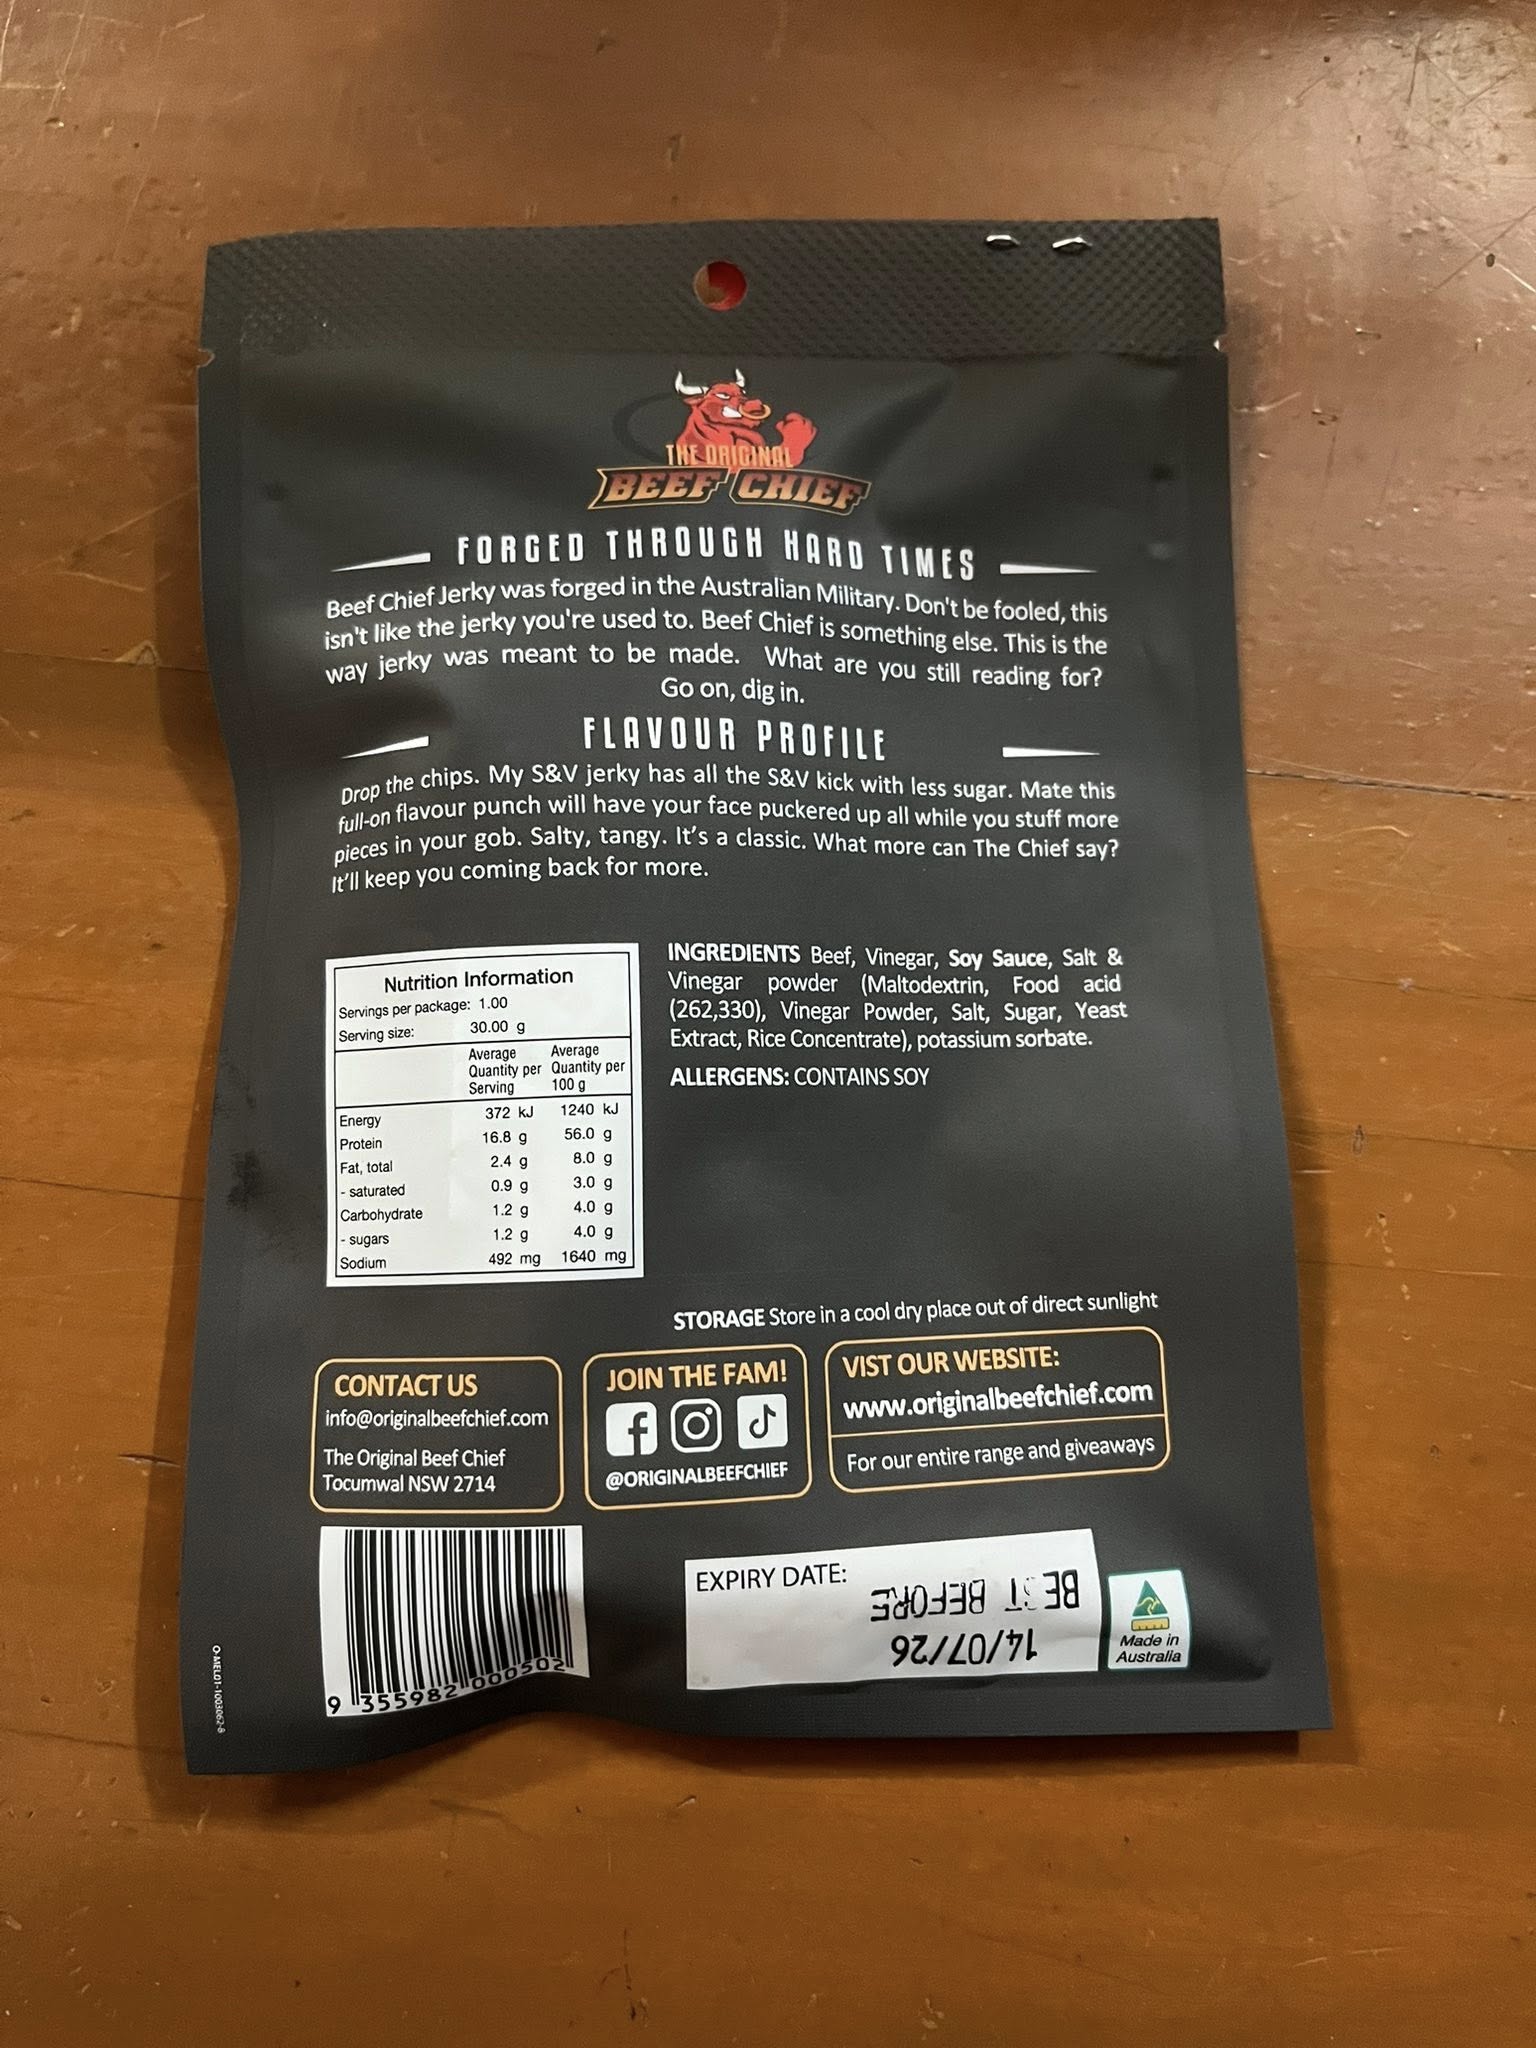 THE ORIGINAL
BEEF CHIEF
FORGED THROUGH HARD TIMES
Beef Chief Jerky was forged in the Australian Military. Don't be fooled, this
isn't like the jerky you're used to. Beef Chief is something else. This is the
way jerky was meant to be made. What are you still reading for?
Go on, dig in.
FLAVOUR PROFILE
Drop the chips. My S&V jerky has all the S&V kick with less sugar. Mate this
full-on flavour punch will have your face puckered up all while you stuff more
pieces in your gob. Salty, tangy. It's a classic. What more can The Chief say?
It'll keep you coming back for more.
Nutrition Information
Servings per package: 1.00
Serving size: 30.00 g
Average Quantity per Serving Average Quantity per 100 g
Energy 372 kJ 1240 kJ
Protein 16.8 g 56.0 g
Fat, total 2.4 g 8.0 g
- saturated 0.9 g 3.0 g
Carbohydrate 1.2 g 4.0 g
- sugars 1.2 g 4.0 g
Sodium 492 mg 1640 mg
INGREDIENTS Beef, Vinegar, Soy Sauce, Salt &
Vinegar powder (Maltodextrin, Food acid
(262,330), Vinegar Powder, Salt, Sugar, Yeast
Extract, Rice Concentrate), potassium sorbate.
ALLERGENS: CONTAINS SOY
STORAGE Store in a cool dry place out of direct sunlight
CONTACT US
info@originalbeefchief.com
The Original Beef Chief
Tocumwal NSW 2714
JOIN THE FAM!
@ORIGINALBEEFCHIEF
VIST OUR WEBSITE:
www.originalbeefchief.com
For our entire range and giveaways
9 355982 000502
EXPIRY DATE:
BEST BEFORE
14/07/26
Made in
Australia
O-MEL01-1003062-8